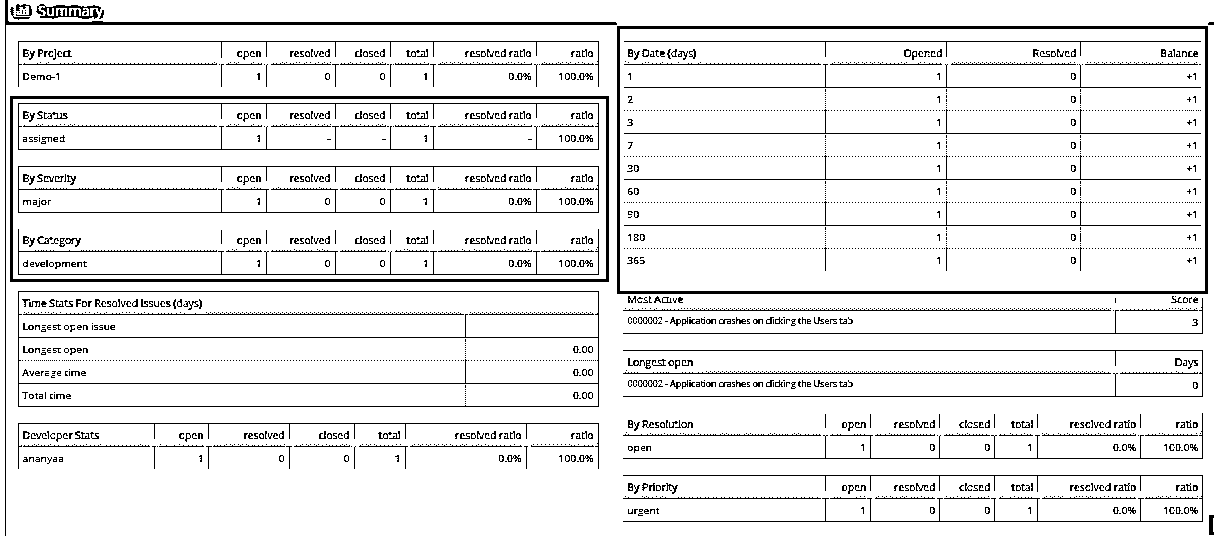 Summary
By Project open resolved closed total resolved ratio ratio
Demo-1 1 0 0 1 0.0% 100.0%
By Status open resolved closed total resolved ratio ratio
assigned 1 - - 1 - 100.0%
By Severity open resolved closed total resolved ratio ratio
major 1 0 0 1 0.0% 100.0%
By Category open resolved closed total resolved ratio ratio
development 1 0 0 1 0.0% 100.0%
Time Stats For Resolved Issues (days)
Longest open issue
Longest open 0.00
Average time 0.00
Total time 0.00
Developer Stats open resolved closed total resolved ratio ratio
ananyaa 1 0 0 1 0.0% 100.0%
By Date (days) Opened Resolved Balance
1 1 0 +1
2 1 0 +1
3 1 0 +1
7 1 0 +1
30 1 0 +1
60 1 0 +1
90 1 0 +1
180 1 0 +1
365 1 0 +1
Most Active Score
0000002 - Application crashes on clicking the Users tab 3
Longest open Days
0000002 - Application crashes on clicking the Users tab 0
By Resolution open resolved closed total resolved ratio ratio
open 1 0 0 1 0.0% 100.0%
By Priority open resolved closed total resolved ratio ratio
urgent 1 0 0 1 0.0% 100.0%